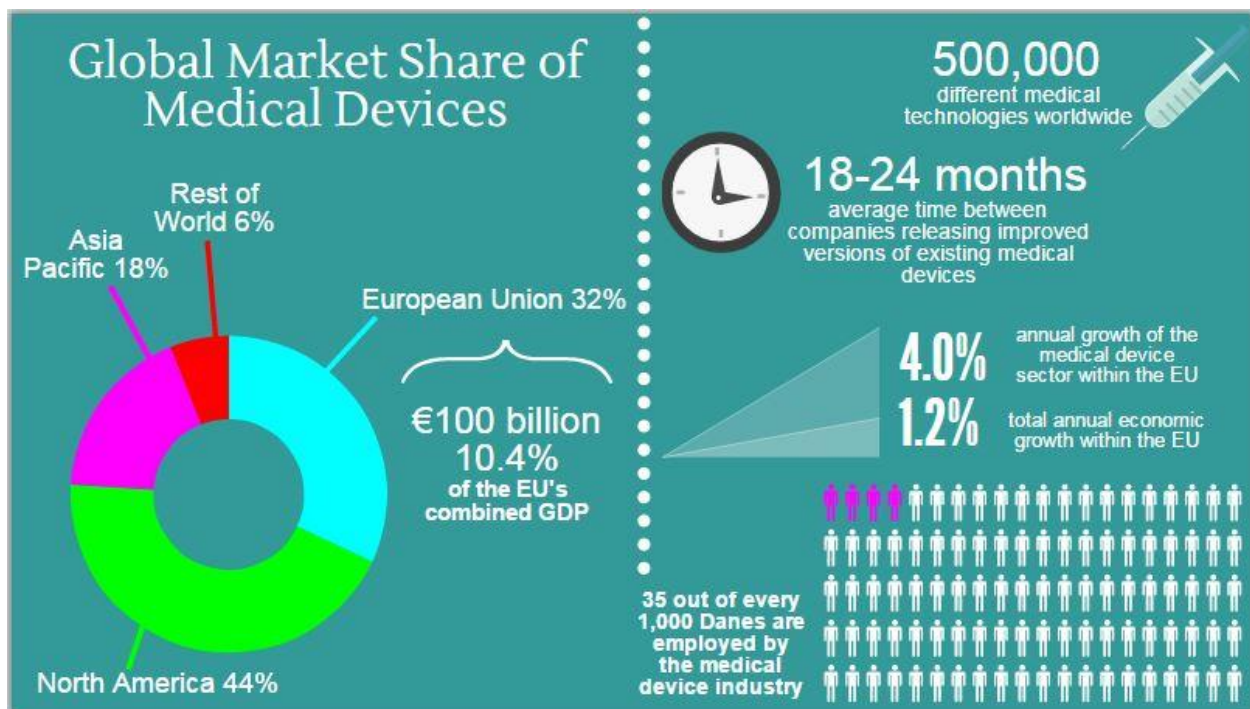 Global Market Share of
Medical Devices
Rest of
World 6%
Asia
Pacific 18%
European Union 32%
€100 billion
10.4%
of the EU's
combined GDP
North America 44%
500,000
different medical
technologies worldwide
18-24 months
average time between
companies releasing improved
versions of existing medical
devices
4.0%
annual growth of the
medical device
sector within the EU
1.2%
total annual economic
growth within the EU
35 out of every
1,000 Danes are
employed by
the medical
device industry